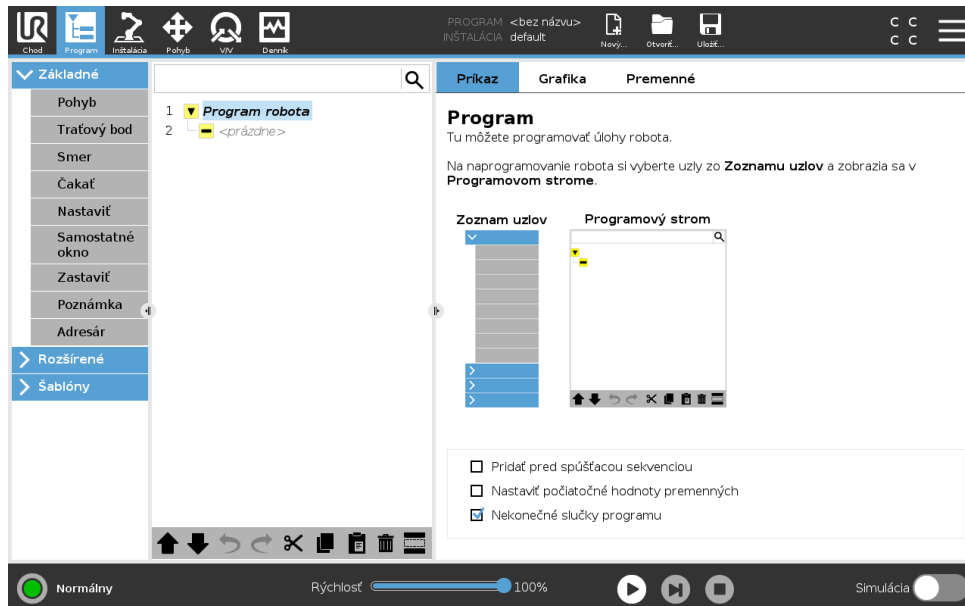 PROGRAM <bez názvu>
INŠTALÁCIA default
Chod Program Inštalácia Pohyb V/V Denník Nový... Otvoriť... Uložiť...
C C
C C
Základné
Pohyb
Traťový bod
Smer
Čakať
Nastaviť
Samostatné
okno
Zastaviť
Poznámka
Adresár
Rozšírené
Šablóny
1 Program robota
2 <prázdne>
Príkaz Grafika Premenné
Program
Tu môžete programovať úlohy robota.
Na naprogramovanie robota si vyberte uzly zo Zoznamu uzlov a zobrazia sa v
Programovom strome.
Zoznam uzlov Programový strom
Pridať pred spúšťacou sekvenciou
Nastaviť počiatočné hodnoty premenných
Nekonečné slučky programu
Normálny Rýchlosť 100% Simulácia